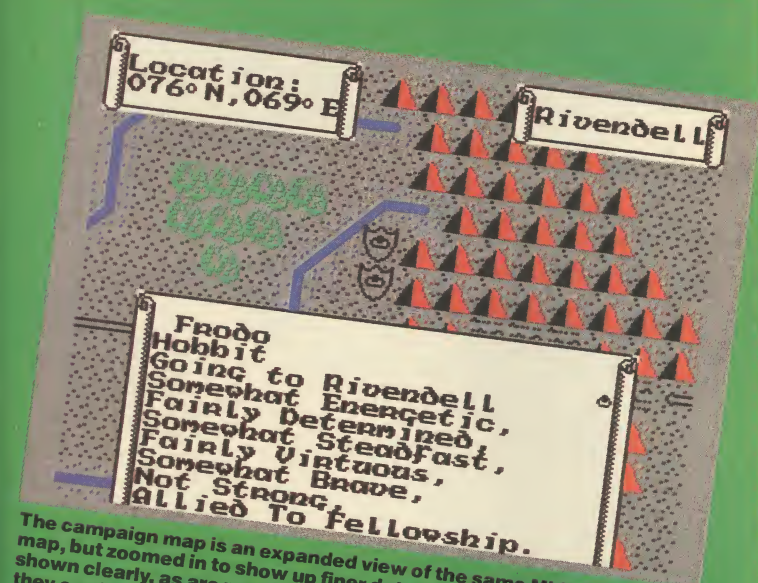 Location:
076° N, 069° E
Rivendell
Frodo
Hobbit
Going to Rivendell
Somewhat Energetic,
Fairly Determined,
Somewhat Steadfast,
Fairly Virtuous,
Somewhat Brave,
Not Strong,
Allied To Fellowship.
The campaign map is an expanded view of the same
map, but zoomed in to show up finer
shown clearly, as are
they